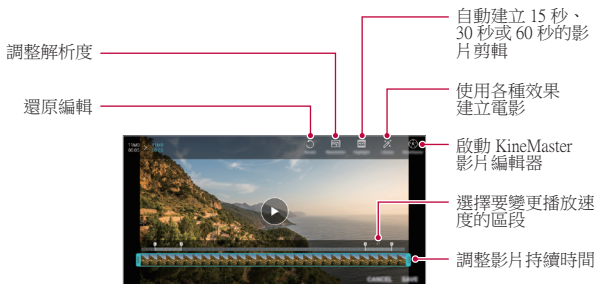 自動建立 15 秒、
30 秒或 60 秒的影
片剪輯
調整解析度
使用各種效果
建立電影
還原編輯
啟動 KineMaster
影片編輯器
選擇要變更播放速
度的區段
調整影片持續時間
CANCEL SAVE